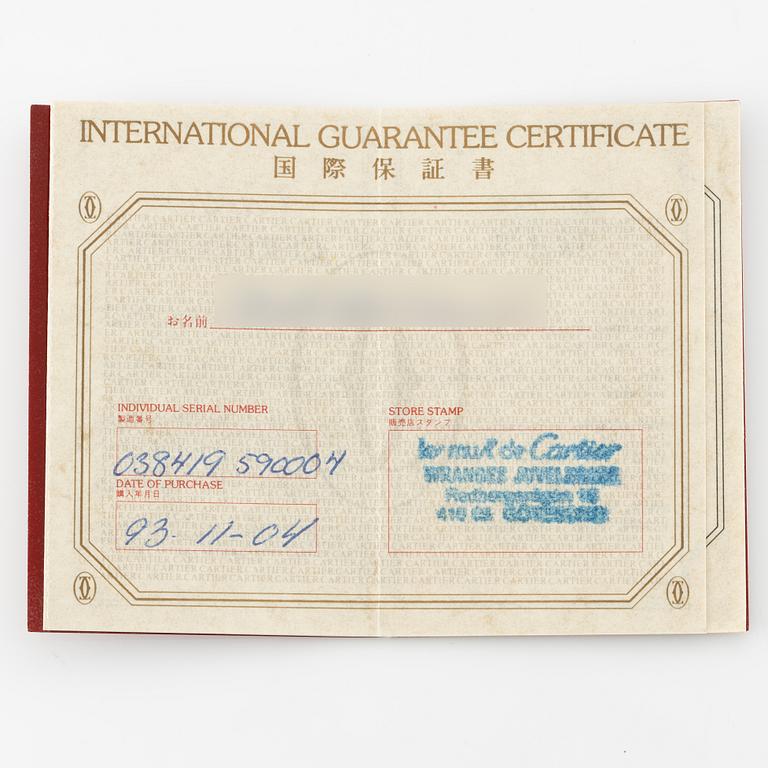 INTERNATIONAL GUARANTEE CERTIFICATE
国際保証書
お名前
INDIVIDUAL SERIAL NUMBER
製造番号
038419 590004
DATE OF PURCHASE
購入年月日
93-11-04
STORE STAMP
販売店スタンプ
les must de Cartier